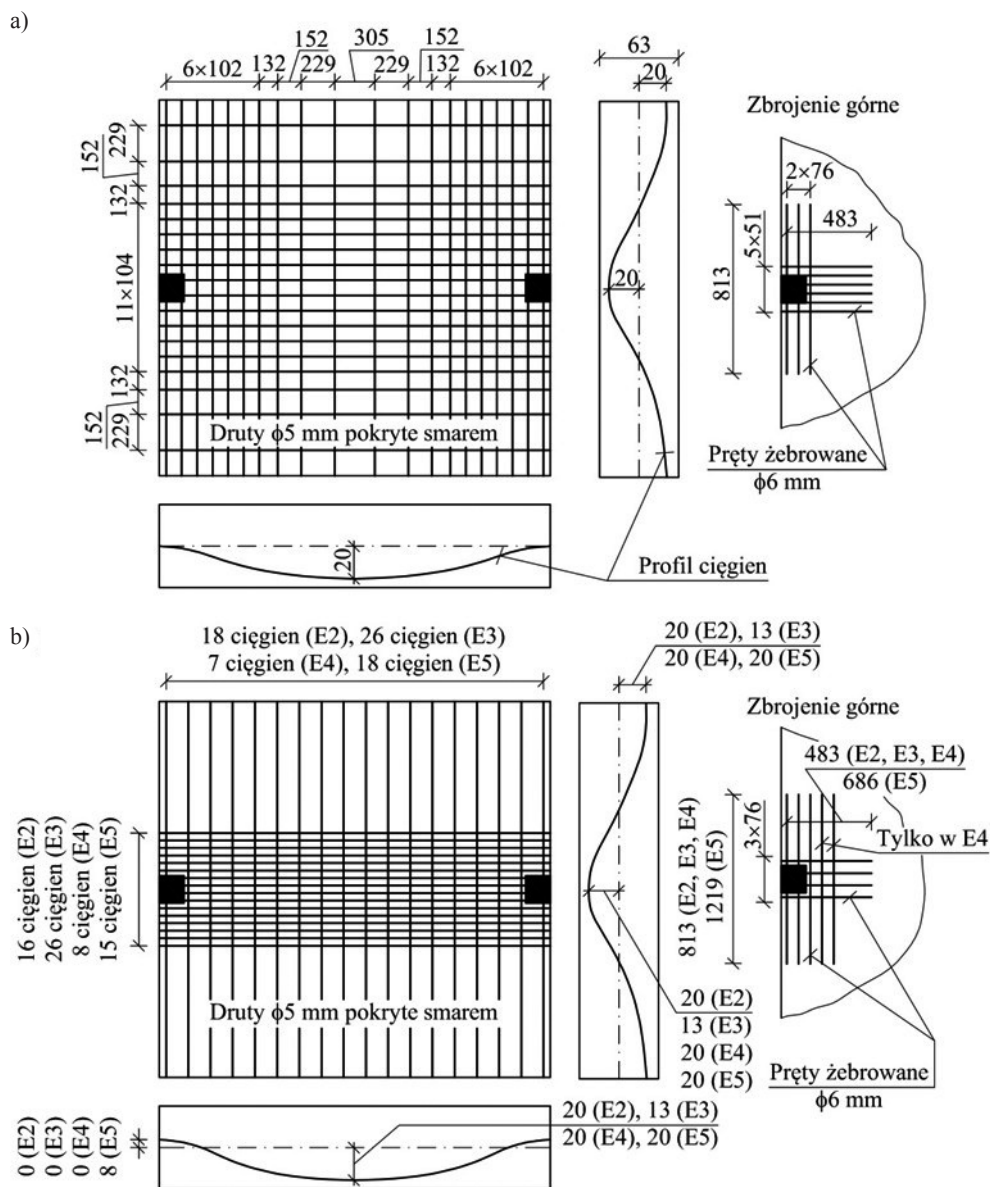 a)
152 305 152
6×102 132 229 229 132 6×102
63
20
Zbrojenie górne
152
229
132
11×104
132
152
229
Druty ϕ5 mm pokryte smarem
20
2×76
483
5×51
813
Pręty żebrowane
ϕ6 mm
20
Profil cięgien
b)
18 cięgien (E2), 26 cięgien (E3)
7 cięgien (E4), 18 cięgien (E5)
20 (E2), 13 (E3)
20 (E4), 20 (E5)
Zbrojenie górne
483 (E2, E3, E4)
686 (E5)
Tylko w E4
3×76
813 (E2, E3, E4)
1219 (E5)
16 cięgien (E2)
26 cięgien (E3)
8 cięgien (E4)
15 cięgien (E5)
Druty ϕ5 mm pokryte smarem
20 (E2)
13 (E3)
20 (E4)
20 (E5)
Pręty żebrowane
ϕ6 mm
0 (E2)
0 (E3)
0 (E4)
8 (E5)
20 (E2), 13 (E3)
20 (E4), 20 (E5)